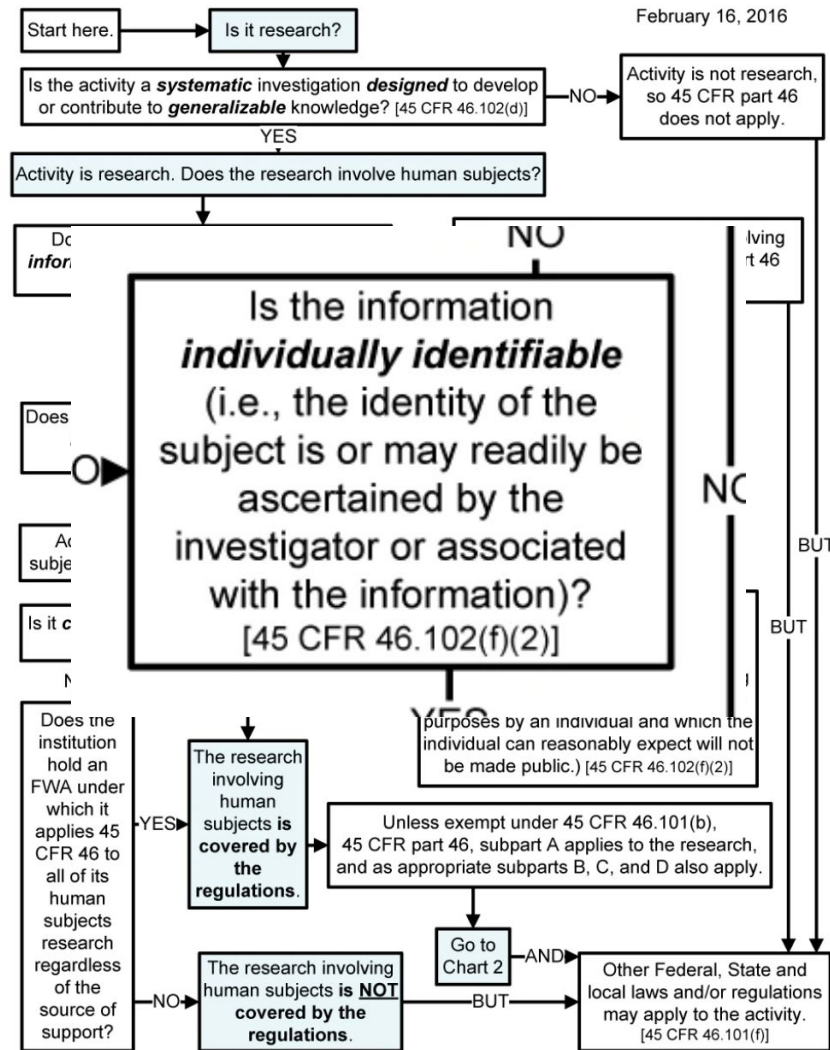 February 16, 2016
Start here.
Is it research?
Is the activity a systematic investigation designed to develop
or contribute to generalizable knowledge? [45 CFR 46.102(d)]
NO
Activity is not research,
so 45 CFR part 46
does not apply.
YES
Activity is research. Does the research involve human subjects?
NO
Is the information
individually identifiable
(i.e., the identity of the
subject is or may readily be
ascertained by the
investigator or associated
with the information)?
[45 CFR 46.102(f)(2)]
YES
Does
BUT
BUT
Is it
purposes by an individual and which the
individual can reasonably expect will not
be made public.) [45 CFR 46.102(f)(2)]
Does the
institution
hold an
FWA under
which it
applies 45
CFR 46 to
all of its
human
subjects
research
regardless
of the
source of
support?
YES
The research
involving
human
subjects is
covered by
the
regulations.
Unless exempt under 45 CFR 46.101(b),
45 CFR part 46, subpart A applies to the research,
and as appropriate subparts B, C, and D also apply.
Go to
Chart 2
AND
NO
The research involving
human subjects is NOT
covered by the
regulations.
BUT
Other Federal, State and
local laws and/or regulations
may apply to the activity.
[45 CFR 46.101(f)]